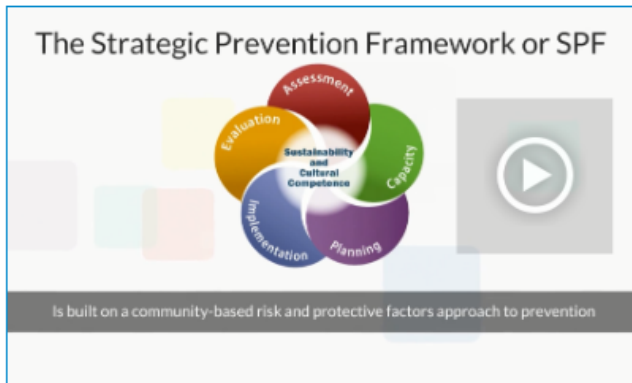 The Strategic Prevention Framework or SPF
Assessment
Evaluation
Sustainability
and
Cultural
Competence
Capacity
Implementation
Planning
Is built on a community-based risk and protective factors approach to prevention